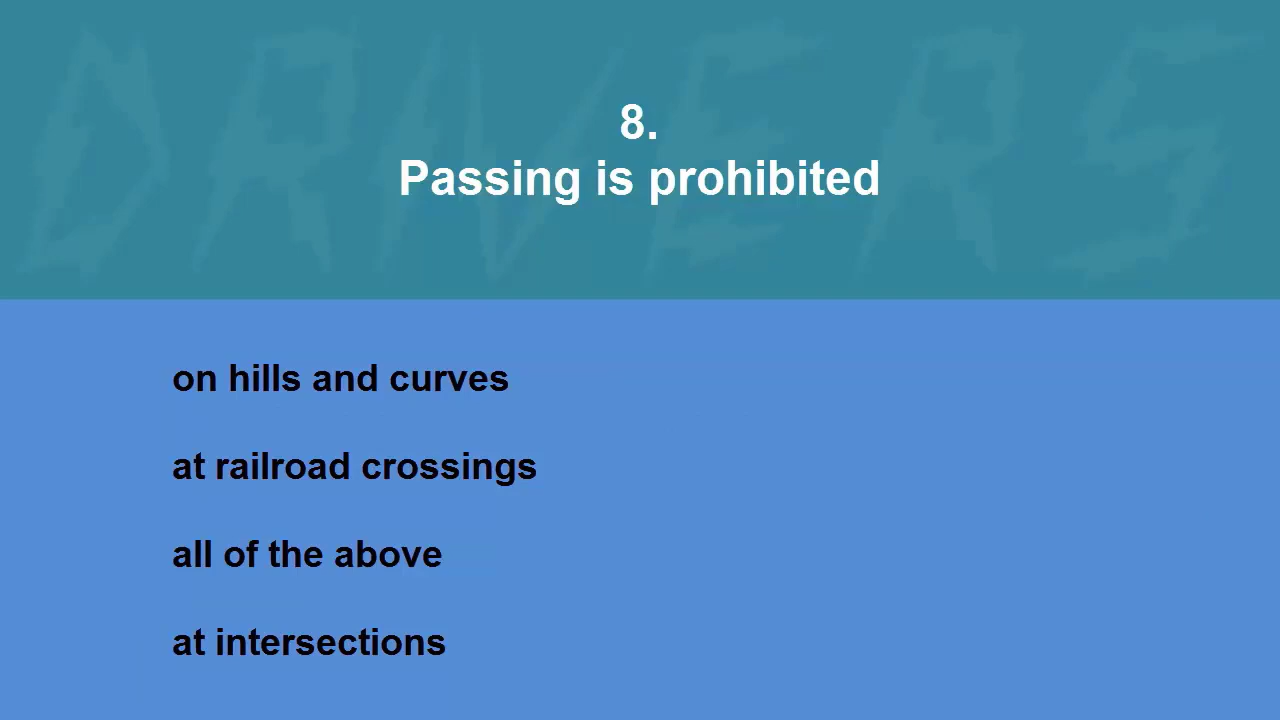 DRIVERS
8.
Passing is prohibited
on hills and curves
at railroad crossings
all of the above
at intersections